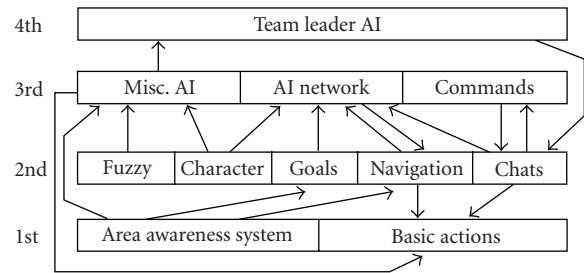 4th Team leader AI
3rd Misc. AI AI network Commands
2nd Fuzzy Character Goals Navigation Chats
1st Area awareness system Basic actions